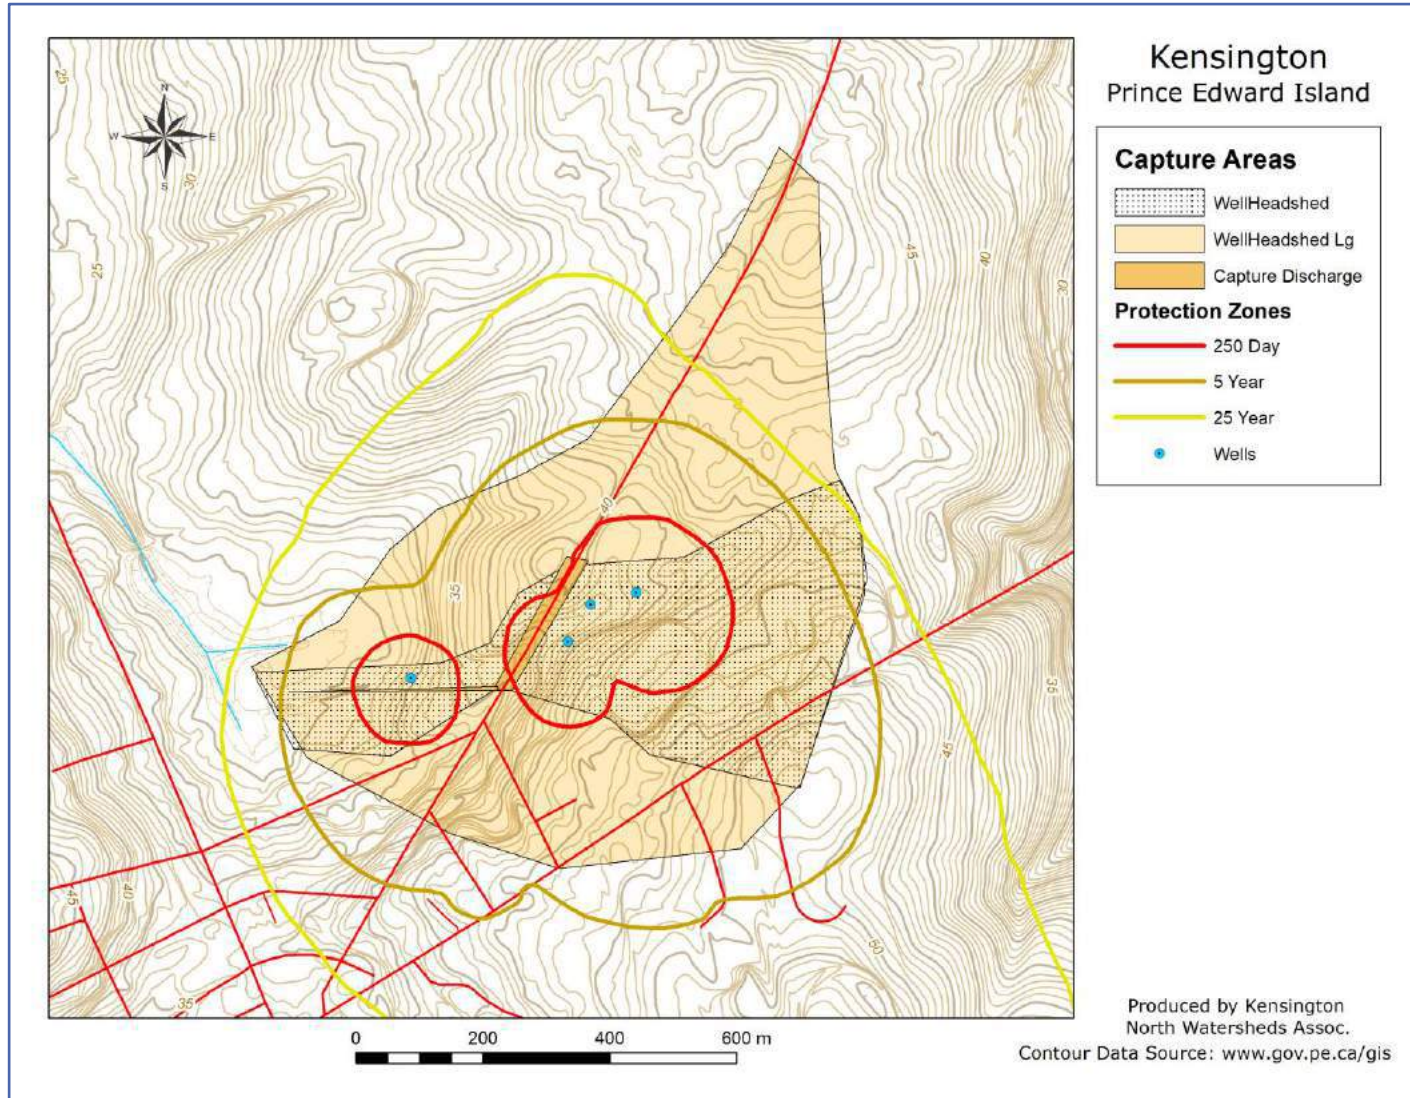 Kensington
Prince Edward Island
Capture Areas
WellHeadshed
WellHeadshed Lg
Capture Discharge
Protection Zones
250 Day
5 Year
25 Year
Wells
N
W E
S
25
30
25
45
40
30
40
35
35
45
45
40
50
35
0 200 400 600 m
Produced by Kensington
North Watersheds Assoc.
Contour Data Source: www.gov.pe.ca/gis